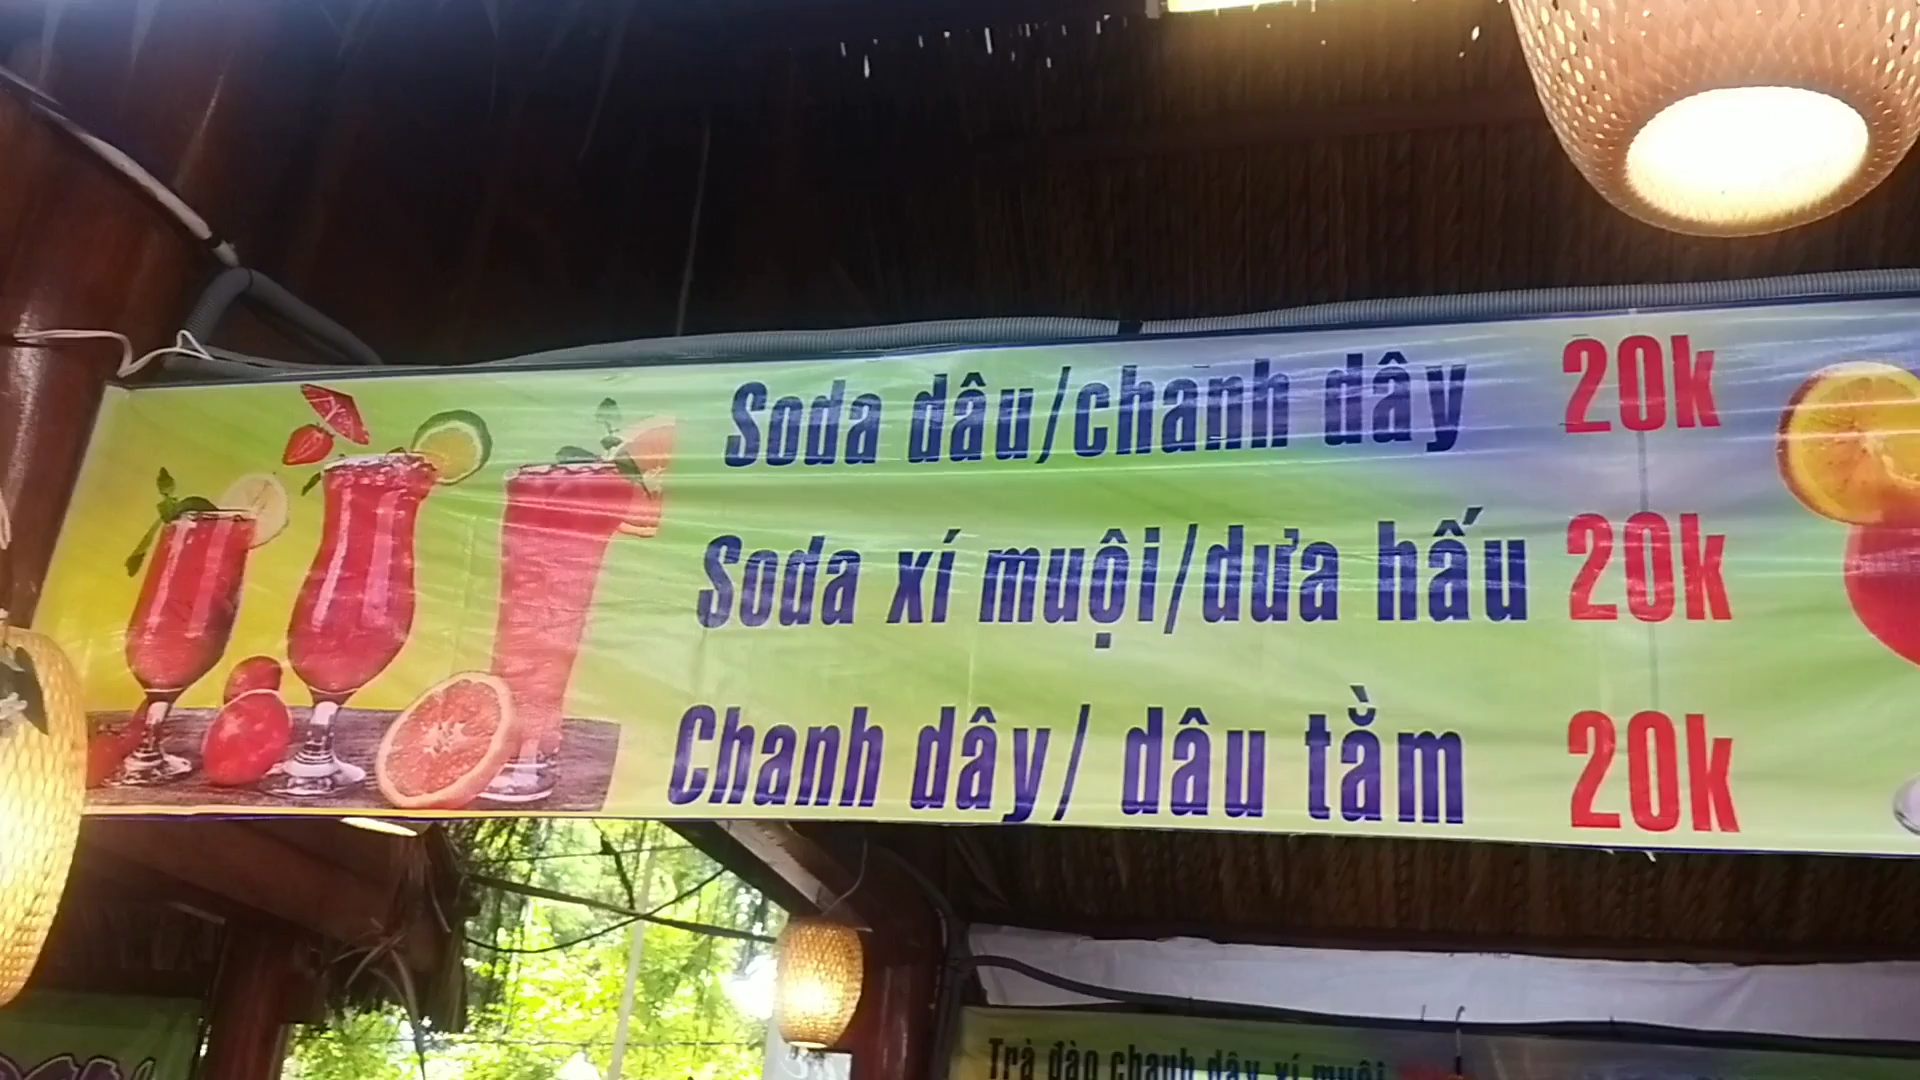 Soda dâu/chanh dây 20k
Soda xí muội/dưa hấu 20k
Chanh dây/ dâu tằm 20k
Trà đào chanh dây xí muội